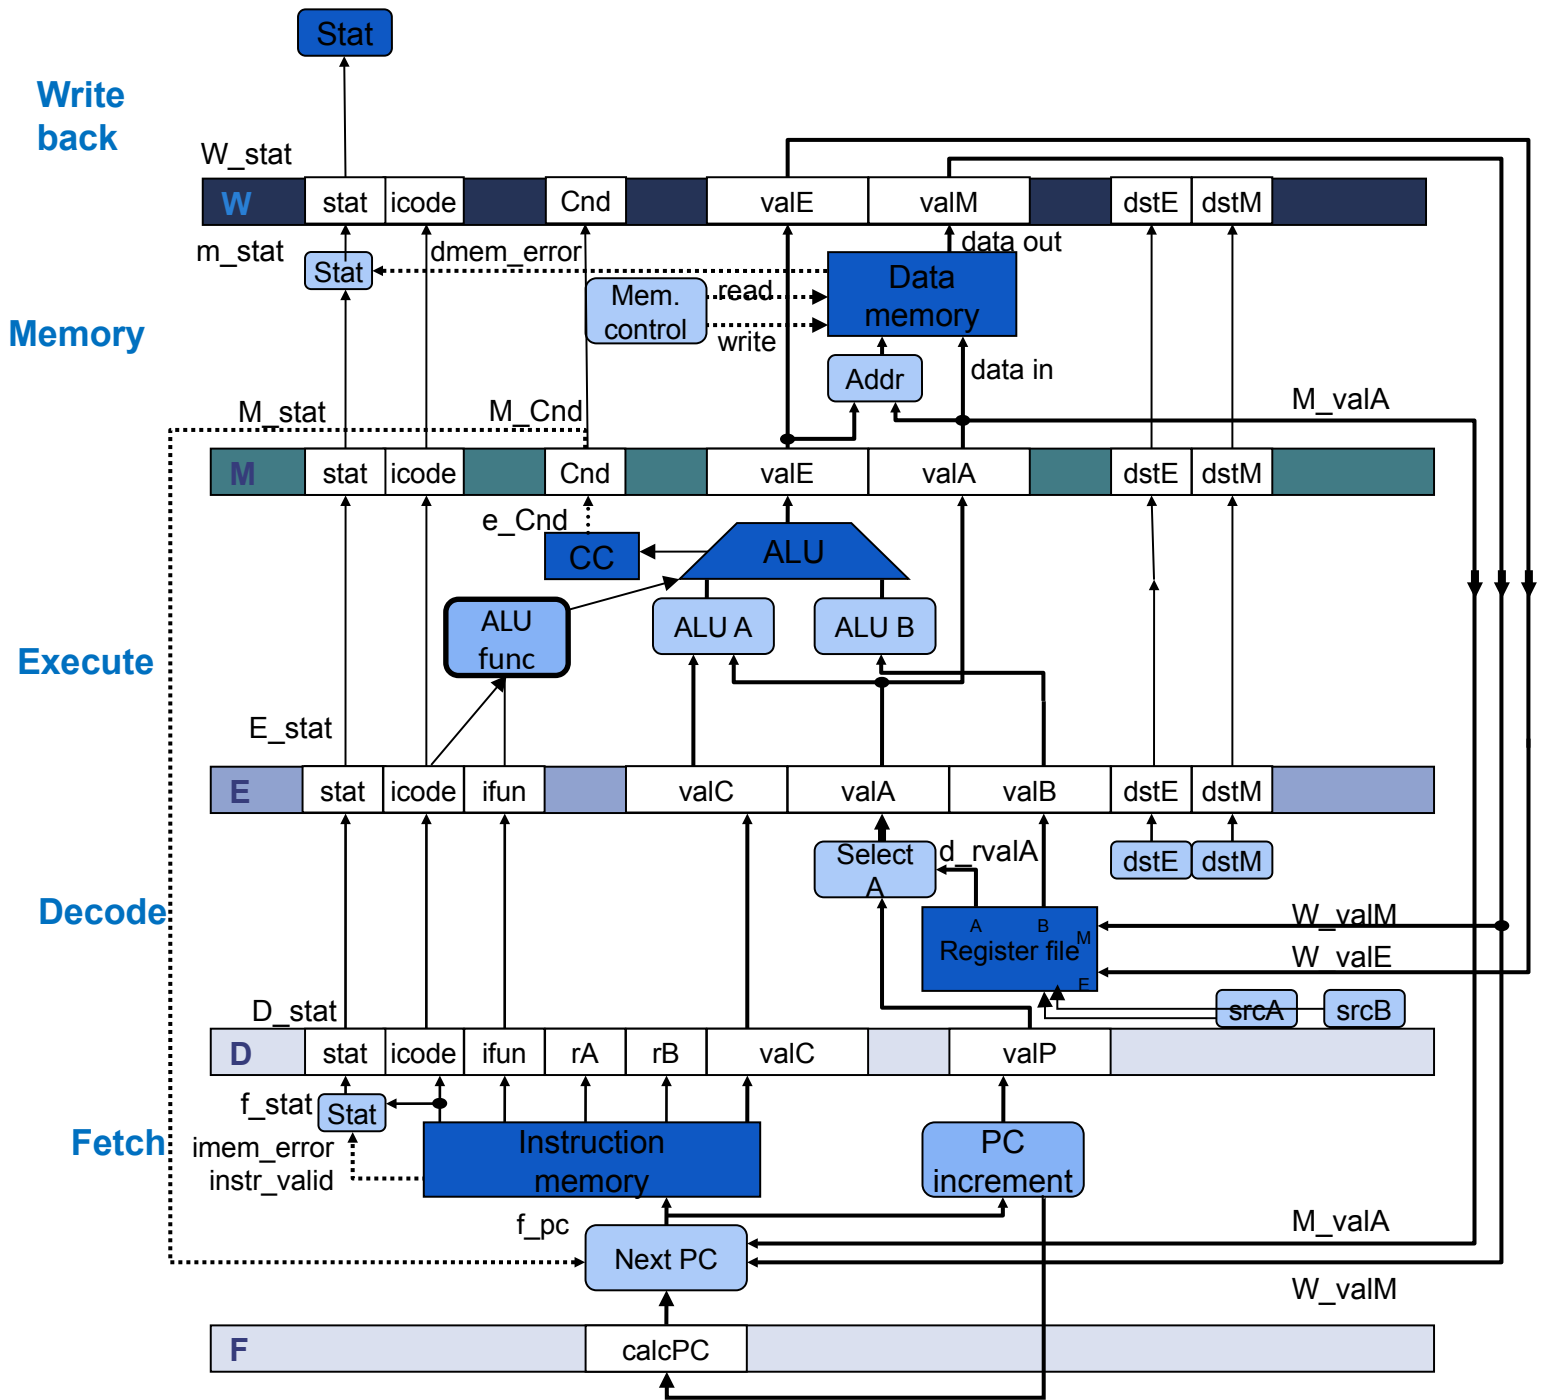 Stat
Write
back
W_stat
W
stat
icode
Cnd
valE
valM
dstE
dstM
m_stat
Stat
dmem_error
data out
Data
memory
Mem.
control
read
write
Memory
Addr
data in
M_stat
M_Cnd
M_valA
M
stat
icode
Cnd
valE
valA
dstE
dstM
e_Cnd
CC
ALU
ALU
func
ALU A
ALU B
Execute
E_stat
E
stat
icode
ifun
valC
valA
valB
dstE
dstM
Select
A
d_rvalA
dstE
dstM
Decode
A
B
M
Register file
E
W_valM
W_valE
srcA
srcB
D_stat
D
stat
icode
ifun
rA
rB
valC
valP
f_stat
Stat
Fetch
imem_error
instr_valid
Instruction
memory
PC
increment
f_pc
M_valA
Next PC
W_valM
F
calcPC